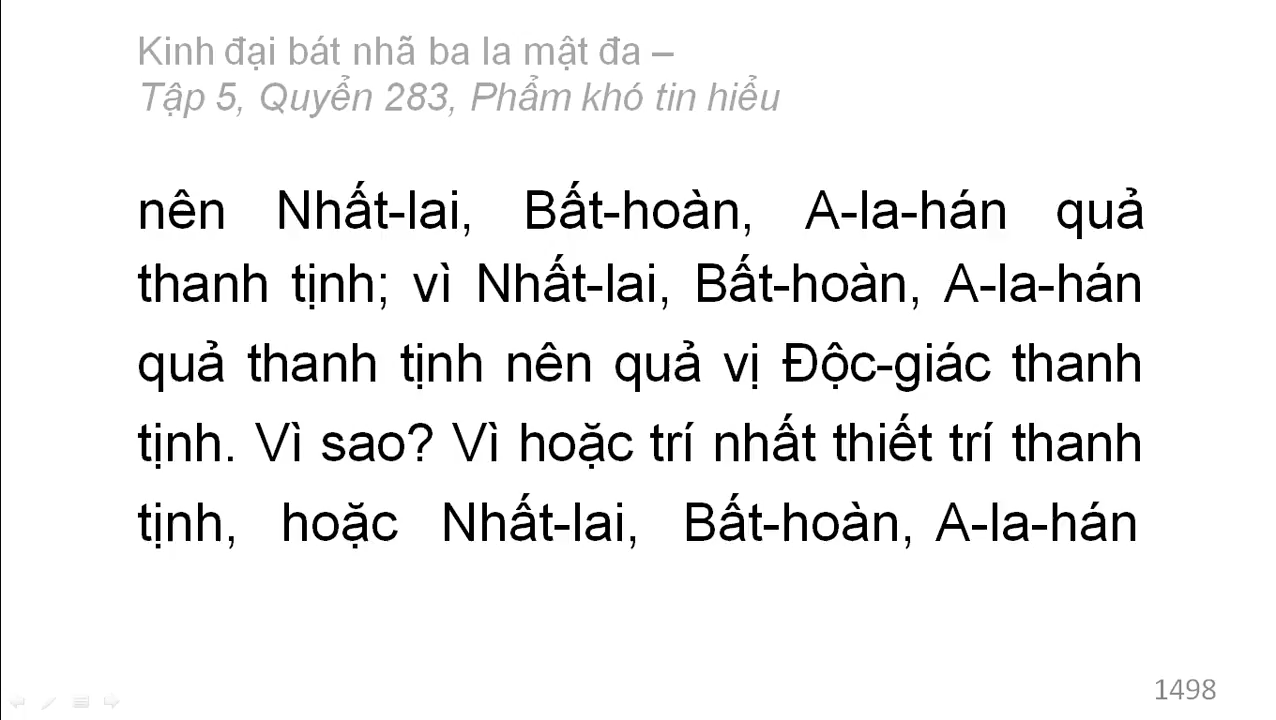 Kinh đại bát nhã ba la mật đa –
Tập 5, Quyển 283, Phẩm khó tin hiểu
nên Nhất-lai, Bất-hoàn, A-la-hán quả
thanh tịnh; vì Nhất-lai, Bất-hoàn, A-la-hán
quả thanh tịnh nên quả vị Độc-giác thanh
tịnh. Vì sao? Vì hoặc trí nhất thiết trí thanh
tịnh, hoặc Nhất-lai, Bất-hoàn, A-la-hán
1498